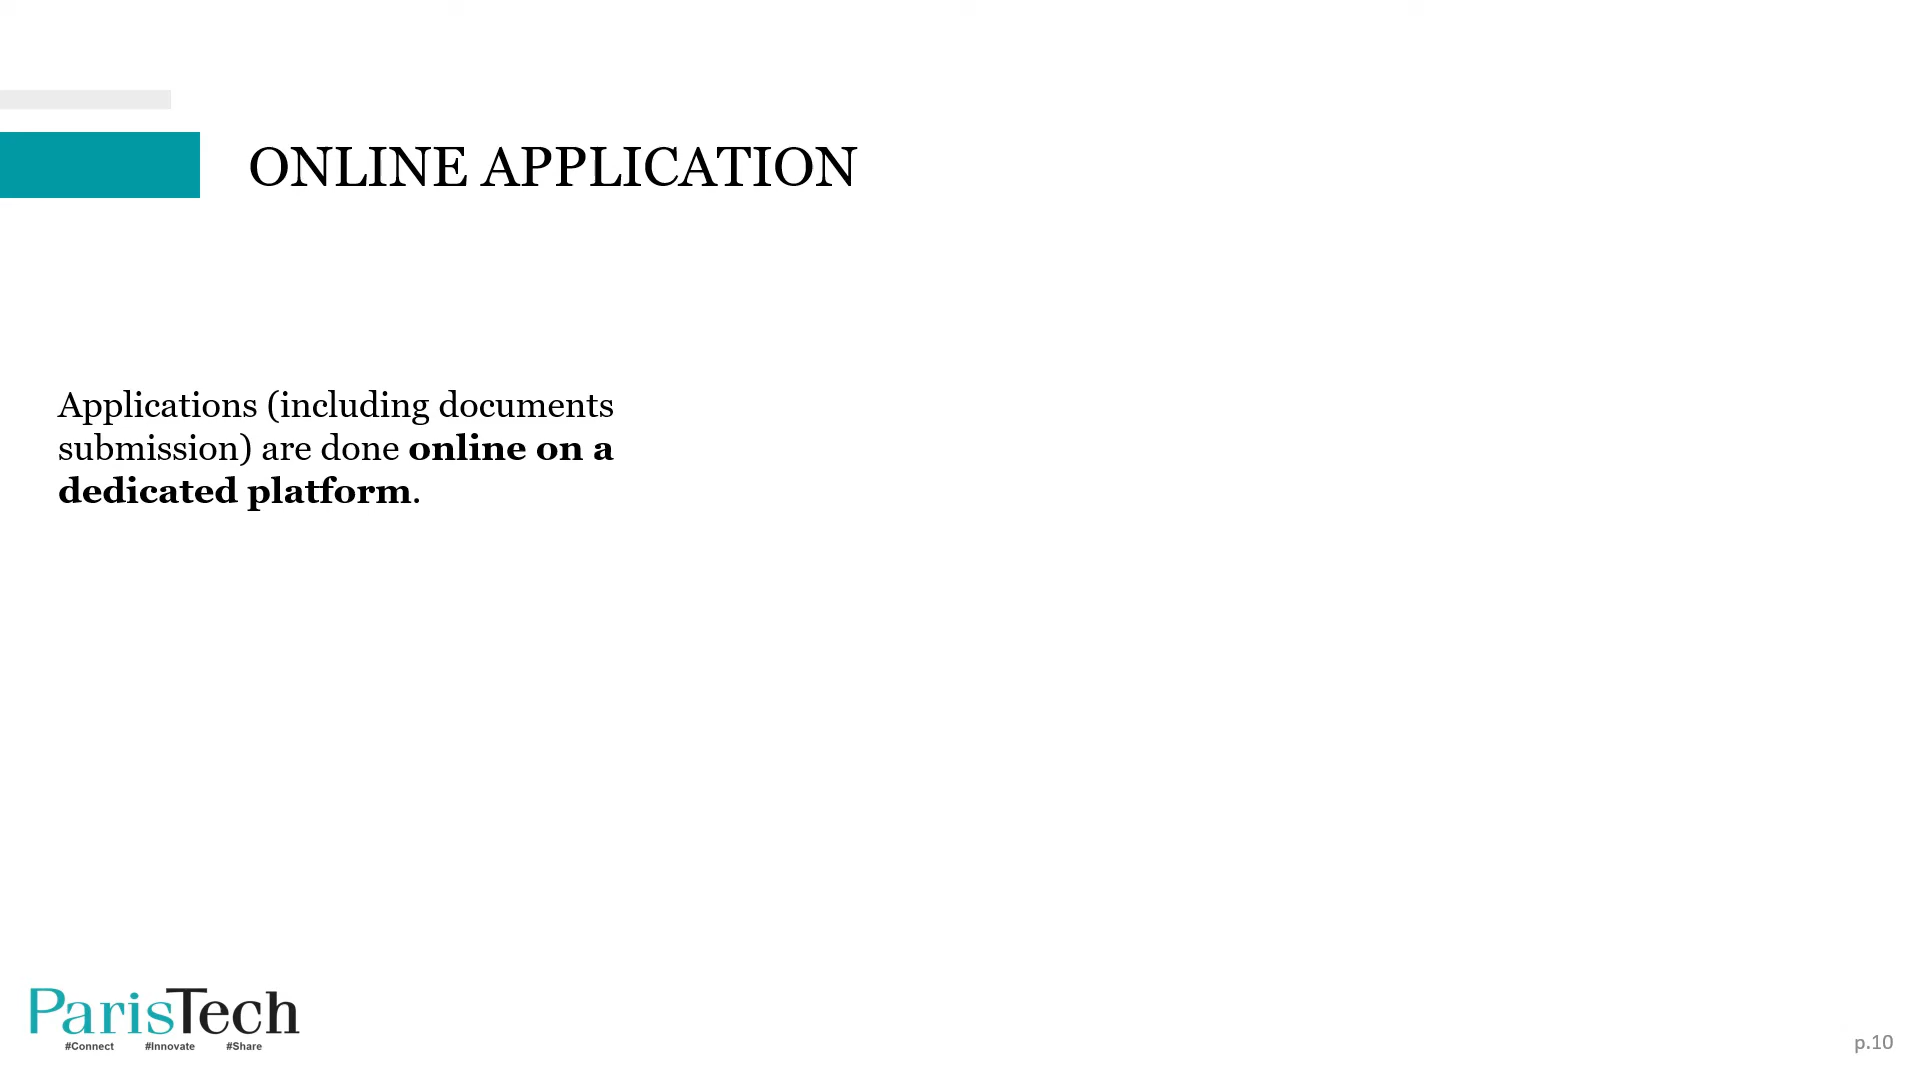 ONLINE APPLICATION
Applications (including documents
submission) are done online on a
dedicated platform.
ParisTech
#Connect #Innovate #Share
p.10